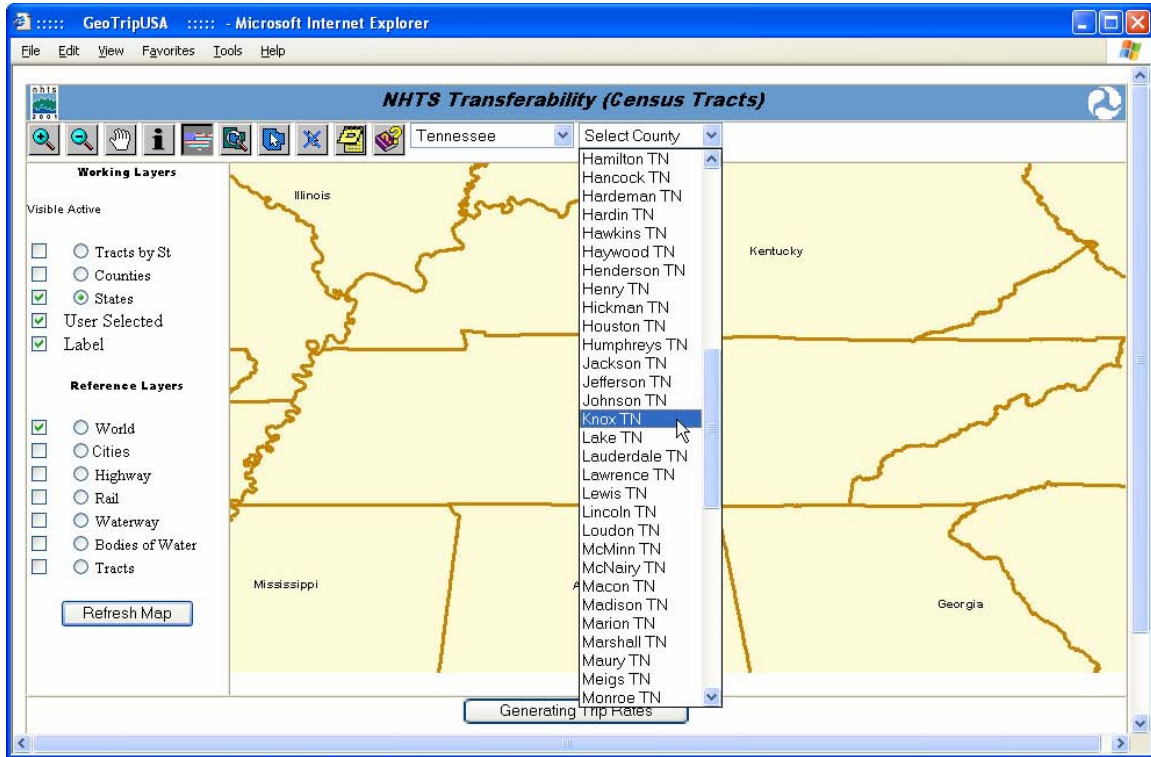 ::::: GeoTripUSA ::::: - Microsoft Internet Explorer
File Edit View Favorites Tools Help
nhts
2001
NHTS Transferability (Census Tracts)
Tennessee
Select County
Working Layers
Visible Active
Tracts by St
Counties
States
User Selected
Label
Reference Layers
World
Cities
Highway
Rail
Waterway
Bodies of Water
Tracts
Refresh Map
Illinois
Kentucky
Mississippi
A
Georgia
Hamilton TN
Hancock TN
Hardeman TN
Hardin TN
Hawkins TN
Haywood TN
Henderson TN
Henry TN
Hickman TN
Houston TN
Humphreys TN
Jackson TN
Jefferson TN
Johnson TN
Knox TN
Lake TN
Lauderdale TN
Lawrence TN
Lewis TN
Lincoln TN
Loudon TN
McMinn TN
McNairy TN
Macon TN
Madison TN
Marion TN
Marshall TN
Maury TN
Meigs TN
Monroe TN
Generating Trip Rates